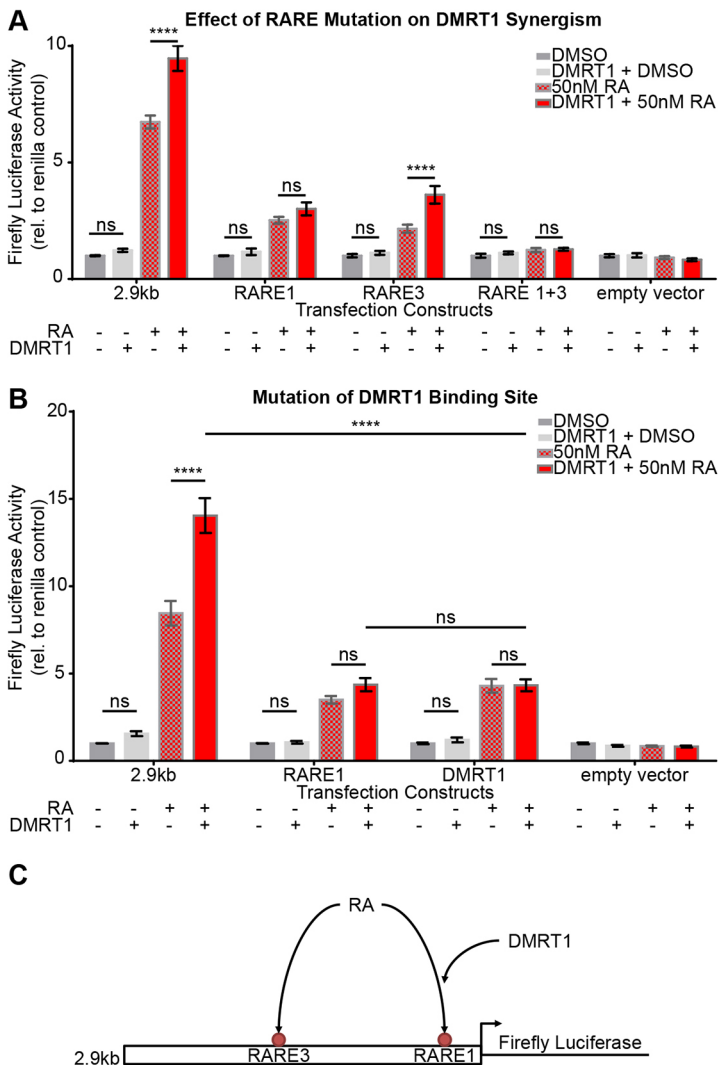 A
Effect of RARE Mutation on DMRT1 Synergism
Firefly Luciferase Activity
(rel. to renilla control)
10
5
0
ns
****
ns
ns
ns
****
ns
ns
DMSO
DMRT1 + DMSO
50nM RA
DMRT1 + 50nM RA
2.9kb RARE1 RARE3 RARE 1+3 empty vector
Transfection Constructs
RA - - + + - - + + - - + + - - + + - - + +
DMRT1 - + - + - + - + - + - + - + - + - + - +
B
Mutation of DMRT1 Binding Site
Firefly Luciferase Activity
(rel. to renilla control)
20
15
10
5
0
****
****
ns
ns
ns
ns
ns
ns
DMSO
DMRT1 + DMSO
50nM RA
DMRT1 + 50nM RA
2.9kb RARE1 DMRT1 empty vector
Transfection Constructs
RA - - + + - - + + - - + + - - + +
DMRT1 - + - + - + - + - + - + - + - +
C
RA
DMRT1
2.9kb RARE3 RARE1 Firefly Luciferase